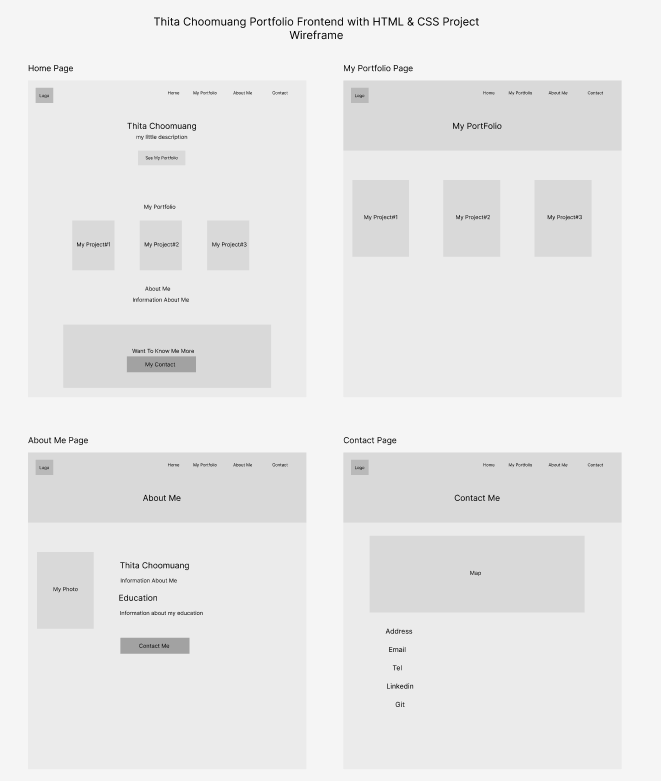 Thita Choomuang Portfolio Frontend with HTML & CSS Project
Wireframe
Home Page
Logo
Home My Portfolio About Me Contact
Thita Choomuang
my little description
See My Portfolio
My Portfolio
My Project#1 My Project#2 My Project#3
About Me
Information About Me
Want To Know Me More
My Contact
My Portfolio Page
Logo
Home My Portfolio About Me Contact
My PortFolio
My Project#1 My Project#2 My Project#3
About Me Page
Logo
Home My Portfolio About Me Contact
About Me
My Photo
Thita Choomuang
Information About Me
Education
Information about my education
Contact Me
Contact Page
Logo
Home My Portfolio About Me Contact
Contact Me
Map
Address
Email
Tel
Linkedin
Git